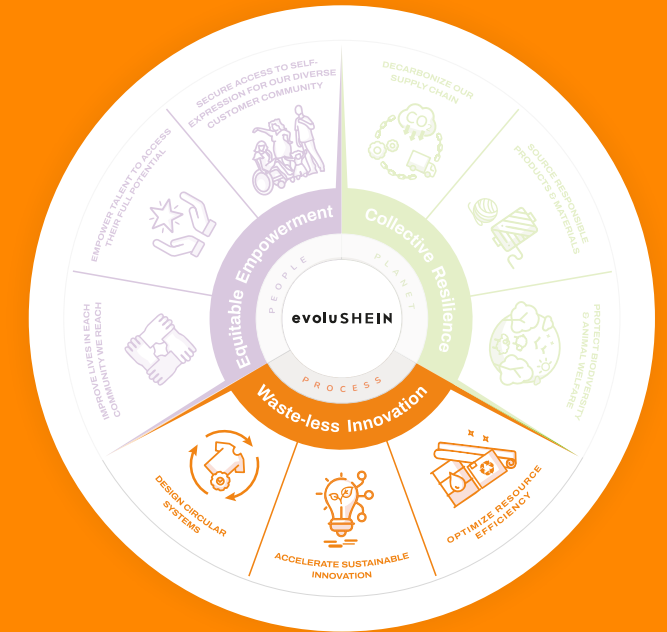 SECURE ACCESS TO SELF-
EXPRESSION FOR OUR DIVERSE
CUSTOMER COMMUNITY
DECARBONIZE OUR
SUPPLY CHAIN
EMPOWER TALENT TO ACCESS
THEIR FULL POTENTIAL
CO
SOURCE RESPONSIBLE
PRODUCTS & MATERIALS
Equitable Empowerment
Collective Resilience
PEOPLE
PLANET
IMPROVE LIVES IN EACH
COMMUNITY WE REACH
evoluSHEIN
PROTECT BIODIVERSITY
& ANIMAL WELFARE
PROCESS
Waste-less Innovation
DESIGN CIRCULAR
SYSTEMS
ACCELERATE SUSTAINABLE
INNOVATION
OPTIMIZE RESOURCE
EFFICIENCY